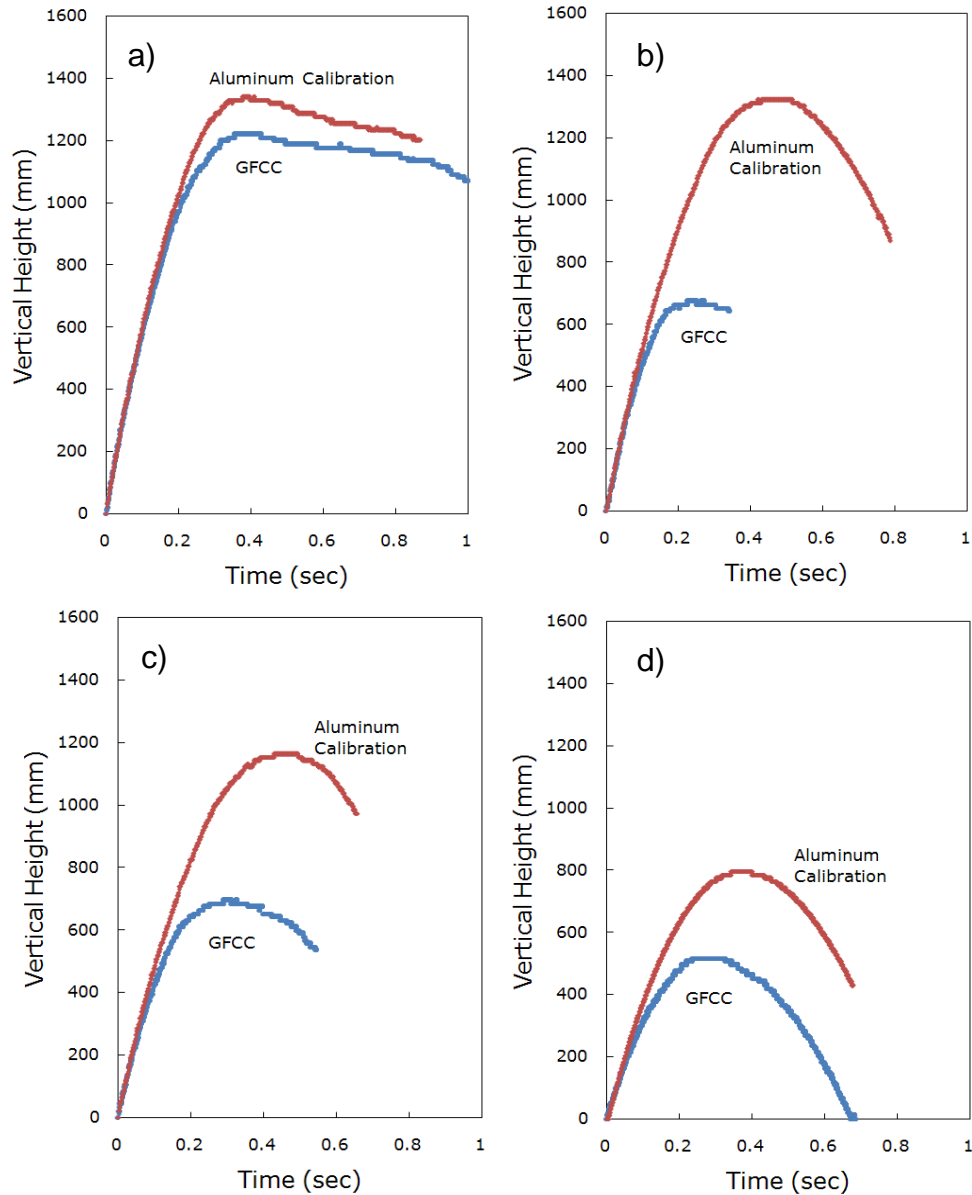 a)
Aluminum Calibration
GFCC
Vertical Height (mm)
1600
1400
1200
1000
800
600
400
200
0
0 0.2 0.4 0.6 0.8 1
Time (sec)
b)
Aluminum
Calibration
GFCC
Vertical Height (mm)
1600
1400
1200
1000
800
600
400
200
0
0 0.2 0.4 0.6 0.8 1
Time (sec)
c)
Aluminum
Calibration
GFCC
Vertical Height (mm)
1600
1400
1200
1000
800
600
400
200
0
0 0.2 0.4 0.6 0.8 1
Time (sec)
d)
Aluminum
Calibration
GFCC
Vertical Height (mm)
1600
1400
1200
1000
800
600
400
200
0
0 0.2 0.4 0.6 0.8 1
Time (sec)